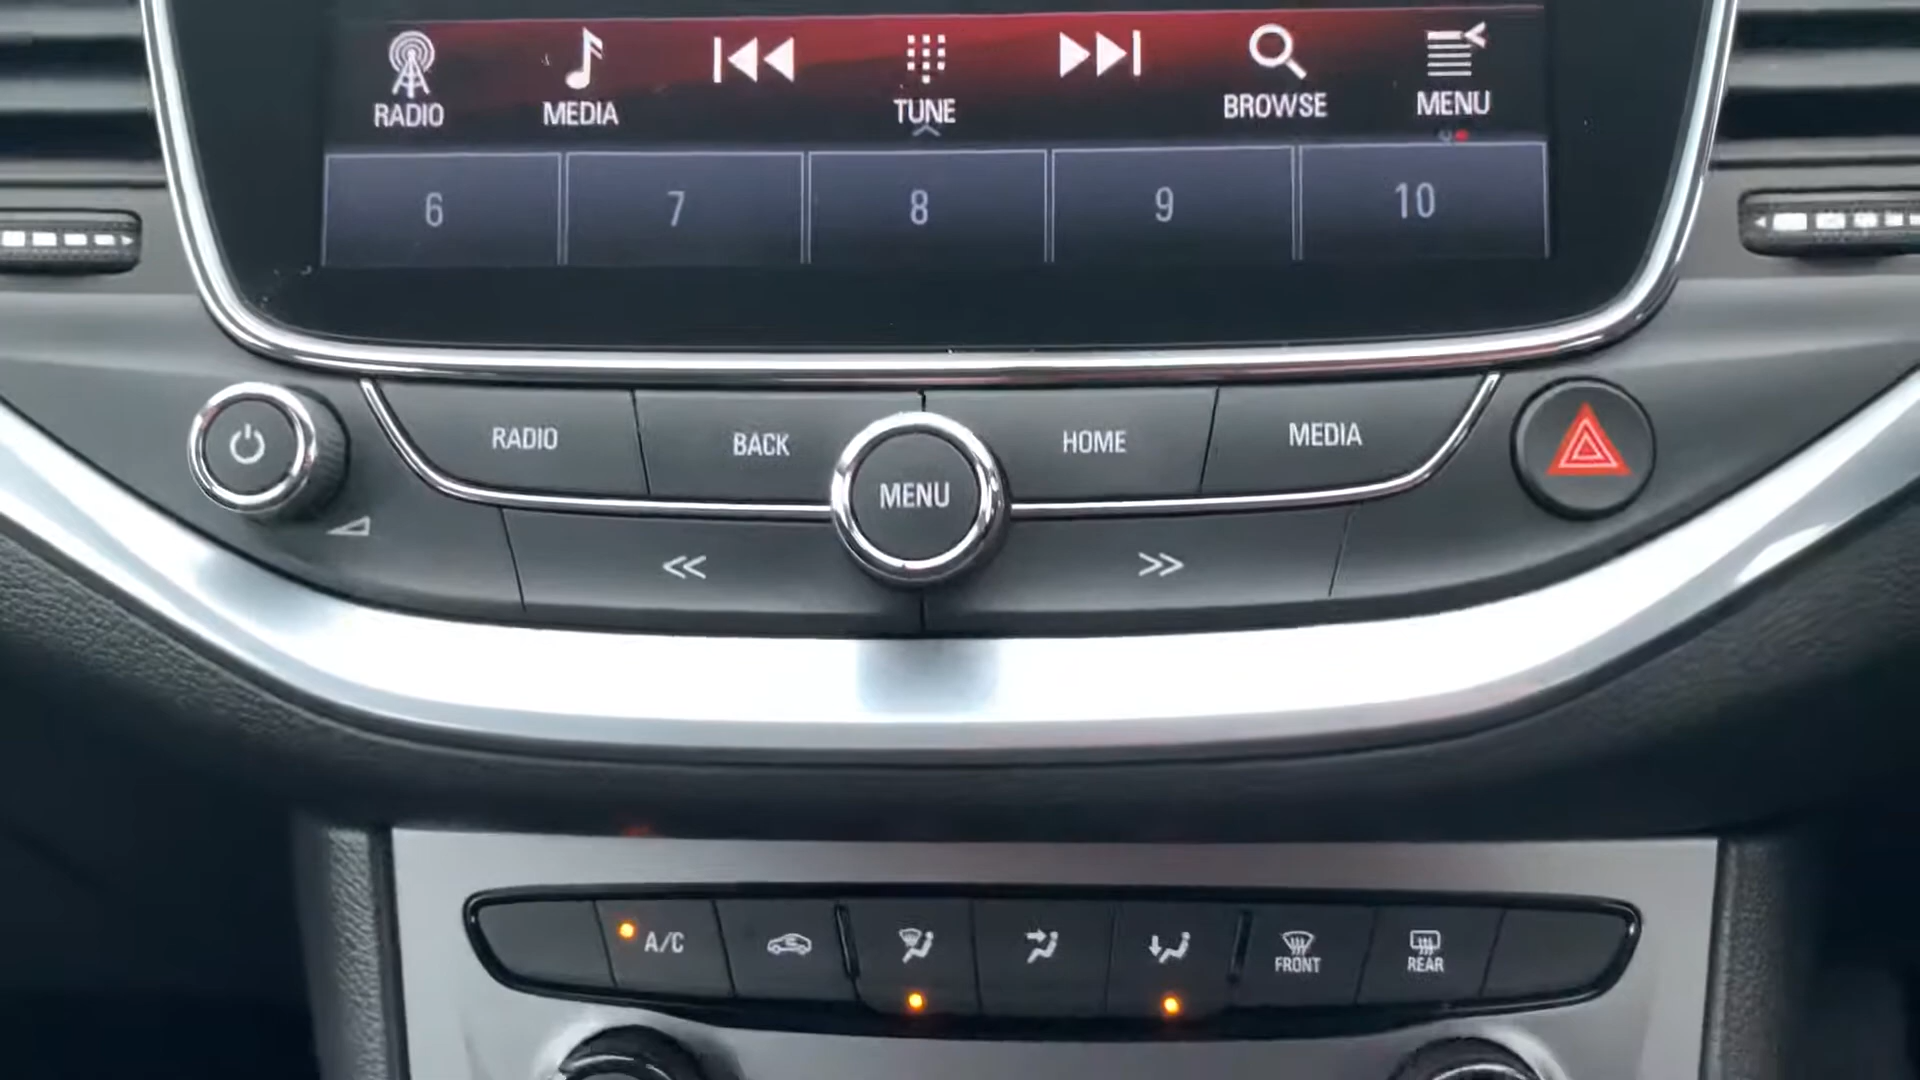 RADIO MEDIA TUNE BROWSE MENU
6 7 8 9 10
RADIO BACK HOME MEDIA
MENU
A/C FRONT REAR